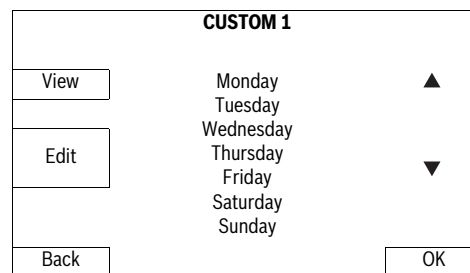 CUSTOM 1
View
Monday
Tuesday
Wednesday
Edit
Thursday
Friday
Saturday
Sunday
Back
OK